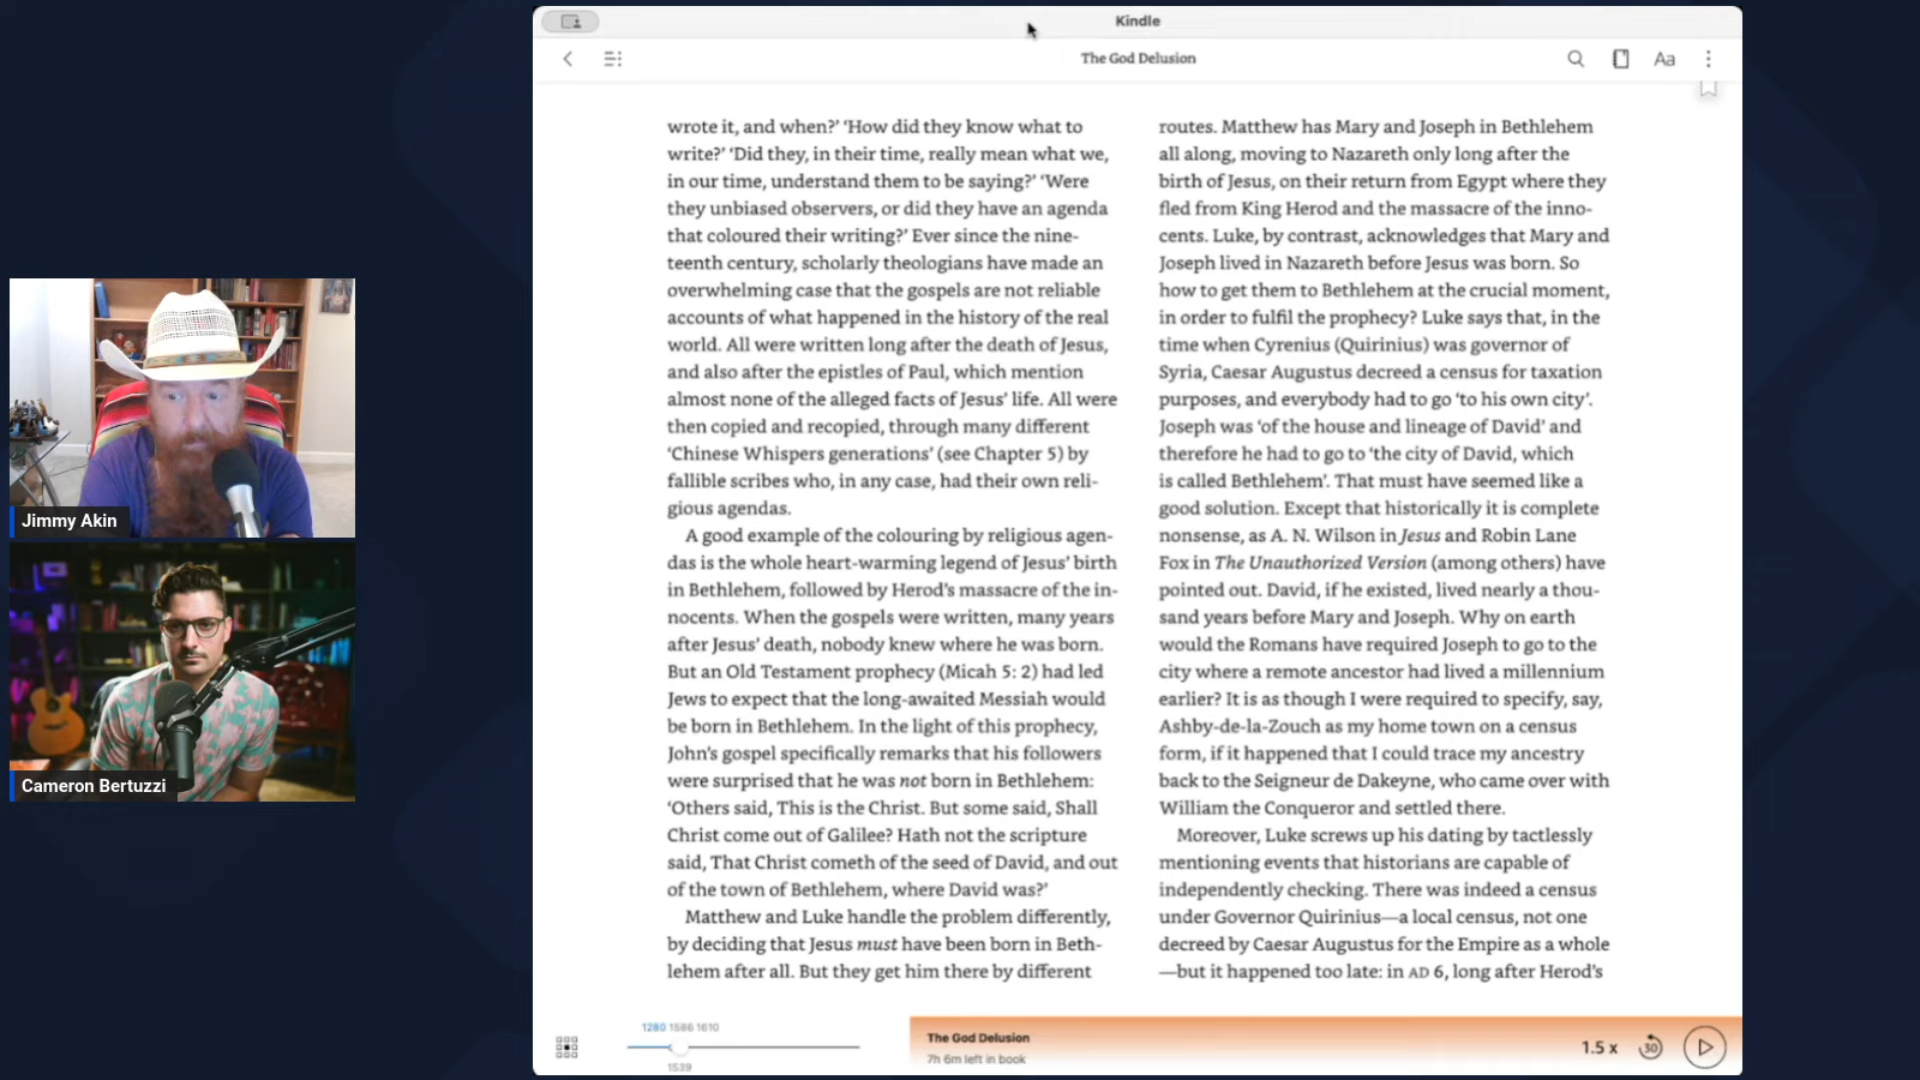 Kindle
The God Delusion
Aa
wrote it, and when?’ ‘How did they know what to
write?’ ‘Did they, in their time, really mean what we,
in our time, understand them to be saying?’ ‘Were
they unbiased observers, or did they have an agenda
that coloured their writing?’ Ever since the nine-
teenth century, scholarly theologians have made an
overwhelming case that the gospels are not reliable
accounts of what happened in the history of the real
world. All were written long after the death of Jesus,
and also after the epistles of Paul, which mention
almost none of the alleged facts of Jesus’ life. All were
then copied and recopied, through many different
‘Chinese Whispers generations’ (see Chapter 5) by
fallible scribes who, in any case, had their own reli-
gious agendas.
A good example of the colouring by religious agen-
das is the whole heart-warming legend of Jesus’ birth
in Bethlehem, followed by Herod’s massacre of the in-
nocents. When the gospels were written, many years
after Jesus’ death, nobody knew where he was born.
But an Old Testament prophecy (Micah 5: 2) had led
Jews to expect that the long-awaited Messiah would
be born in Bethlehem. In the light of this prophecy,
John’s gospel specifically remarks that his followers
were surprised that he was not born in Bethlehem:
‘Others said, This is the Christ. But some said, Shall
Christ come out of Galilee? Hath not the scripture
said, That Christ cometh of the seed of David, and out
of the town of Bethlehem, where David was?’
Matthew and Luke handle the problem differently,
by deciding that Jesus must have been born in Beth-
lehem after all. But they get him there by different
routes. Matthew has Mary and Joseph in Bethlehem
all along, moving to Nazareth only long after the
birth of Jesus, on their return from Egypt where they
fled from King Herod and the massacre of the inno-
cents. Luke, by contrast, acknowledges that Mary and
Joseph lived in Nazareth before Jesus was born. So
how to get them to Bethlehem at the crucial moment,
in order to fulfil the prophecy? Luke says that, in the
time when Cyrenius (Quirinius) was governor of
Syria, Caesar Augustus decreed a census for taxation
purposes, and everybody had to go ‘to his own city’.
Joseph was ‘of the house and lineage of David’ and
therefore he had to go to ‘the city of David, which
is called Bethlehem’. That must have seemed like a
good solution. Except that historically it is complete
nonsense, as A. N. Wilson in Jesus and Robin Lane
Fox in The Unauthorized Version (among others) have
pointed out. David, if he existed, lived nearly a thou-
sand years before Mary and Joseph. Why on earth
would the Romans have required Joseph to go to the
city where a remote ancestor had lived a millennium
earlier? It is as though I were required to specify, say,
Ashby-de-la-Zouch as my home town on a census
form, if it happened that I could trace my ancestry
back to the Seigneur de Dakeyne, who came over with
William the Conqueror and settled there.
Moreover, Luke screws up his dating by tactlessly
mentioning events that historians are capable of
independently checking. There was indeed a census
under Governor Quirinius—a local census, not one
decreed by Caesar Augustus for the Empire as a whole
—but it happened too late: in AD 6, long after Herod’s
Jimmy Akin
Cameron Bertuzzi
1280 1586 1610
1539
The God Delusion
7h 6m left in book
1.5 x
30